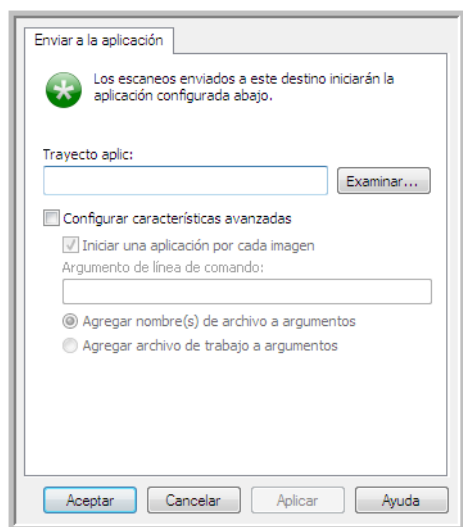 Enviar a la aplicación
Los escaneos enviados a este destino iniciarán la
aplicación configurada abajo.
Trayecto aplic:
Examinar...
Configurar características avanzadas
Iniciar una aplicación por cada imagen
Argumento de línea de comando:
Agregar nombre(s) de archivo a argumentos
Agregar archivo de trabajo a argumentos
Aceptar Cancelar Aplicar Ayuda